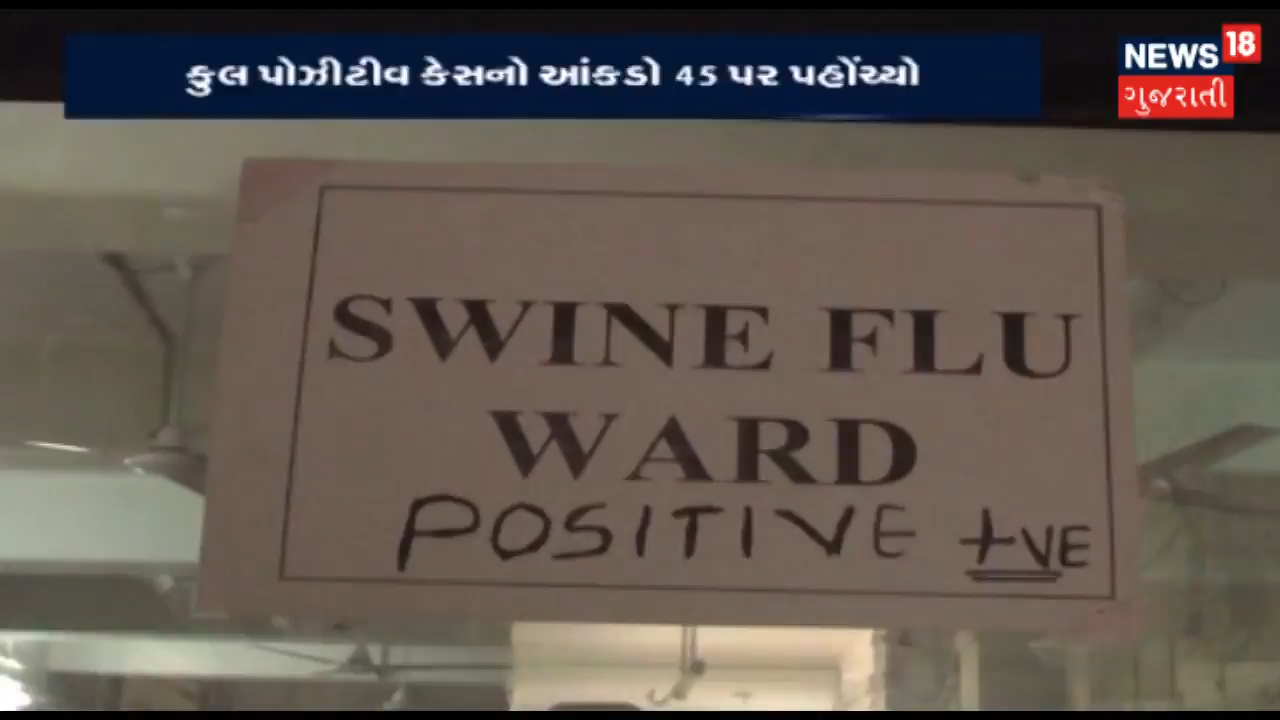 કુલ પોઝીટીવ કેસનો આંકડો 45 પર પહોંચ્યો
NEWS 18
ગુજરાતી
SWINE FLU
WARD
POSITIVE +VE